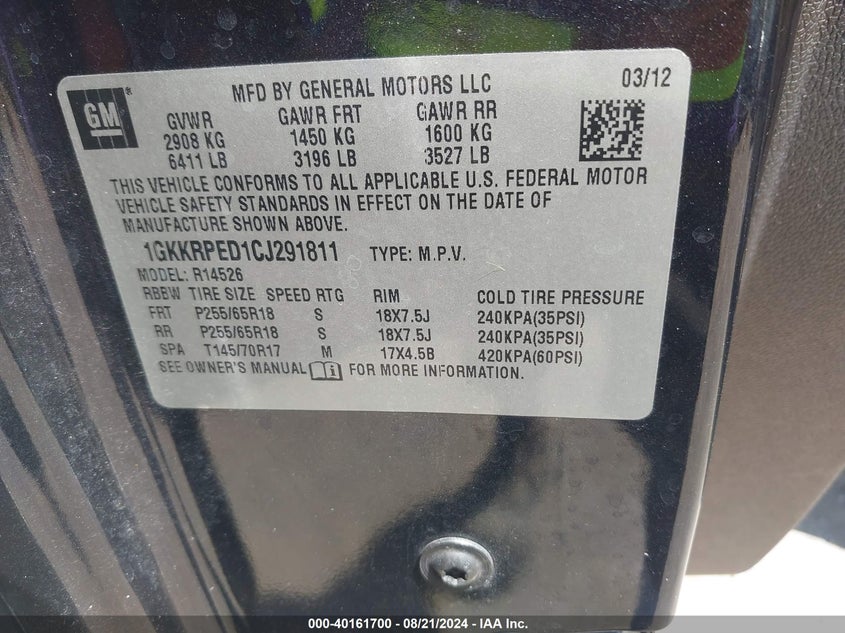 GM ®
MFD BY GENERAL MOTORS LLC 03/12
GVWR GAWR FRT GAWR RR
2908 KG 1450 KG 1600 KG
6411 LB 3196 LB 3527 LB
THIS VEHICLE CONFORMS TO ALL APPLICABLE U.S. FEDERAL MOTOR
VEHICLE SAFETY STANDARDS IN EFFECT ON THE DATE OF
MANUFACTURE SHOWN ABOVE.
1GKKRPED1CJ291811 TYPE: M.P.V.
MODEL: R14526
RBBW TIRE SIZE SPEED RTG RIM COLD TIRE PRESSURE
FRT P255/65R18 S 18X7.5J 240KPA(35PSI)
RR P255/65R18 S 18X7.5J 240KPA(35PSI)
SPA T145/70R17 M 17X4.5B 420KPA(60PSI)
SEE OWNER'S MANUAL FOR MORE INFORMATION.
000-40161700 - 08/21/2024 - IAA Inc.